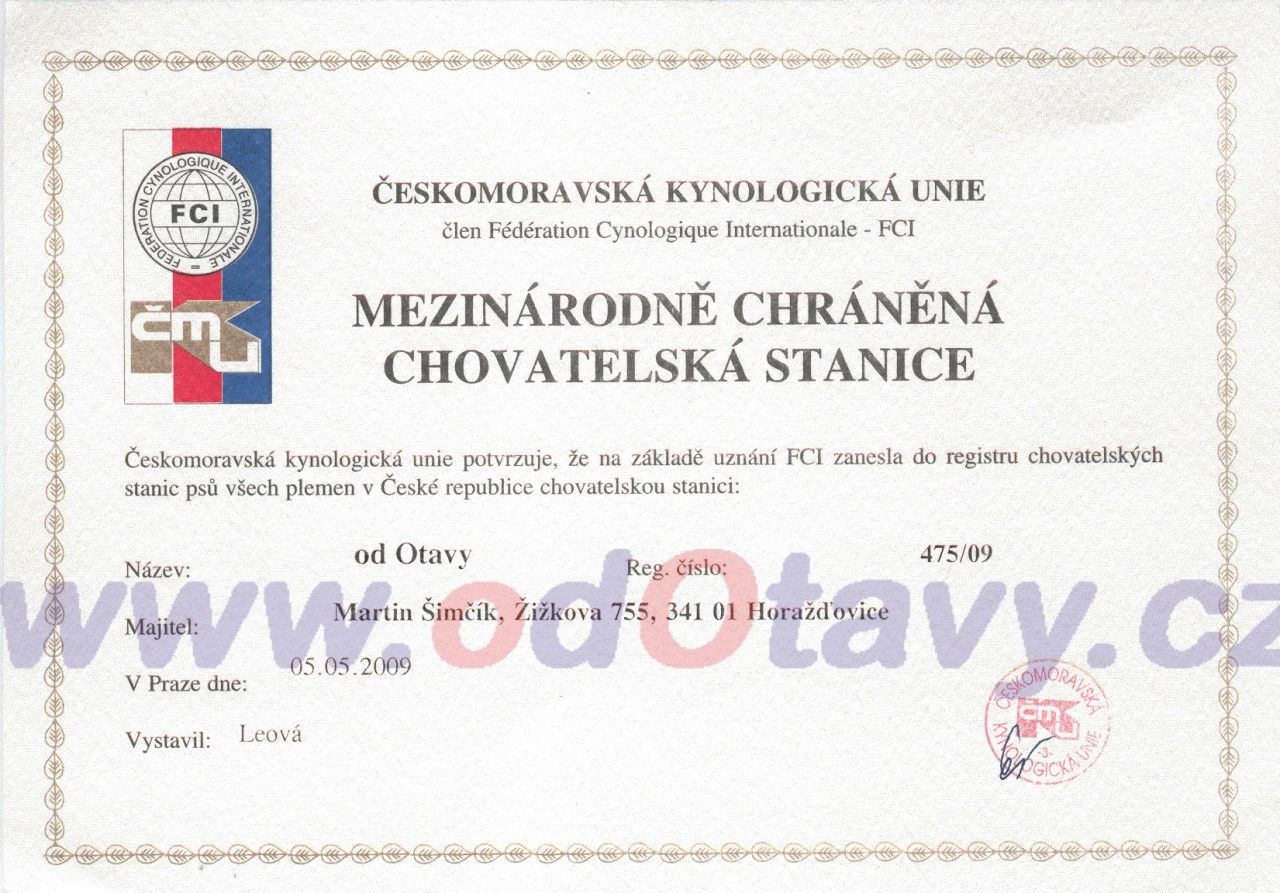 FEDERATION CYNOLOGIQUE INTERNATIONALE =
FCI
čmu
ČESKOMORAVSKÁ KYNOLOGICKÁ UNIE
člen Fédération Cynologique Internationale - FCI
MEZINÁRODNĚ CHRÁNĚNÁ
CHOVATELSKÁ STANICE
Českomoravská kynologická unie potvrzuje, že na základě uznání FCI zanesla do registru chovatelských
stanic psů všech plemen v České republice chovatelskou stanici:
Název: od Otavy Reg. číslo: 475/09
www.odOtavy.cz
Majitel: Martin Šimčík, Žižkova 755, 341 01 Horažďovice
V Praze dne: 05.05.2009
Vystavil: Leová
ČESKOMORAVSKÁ
čmu
-3-
KYNOLOGICKÁ UNIE